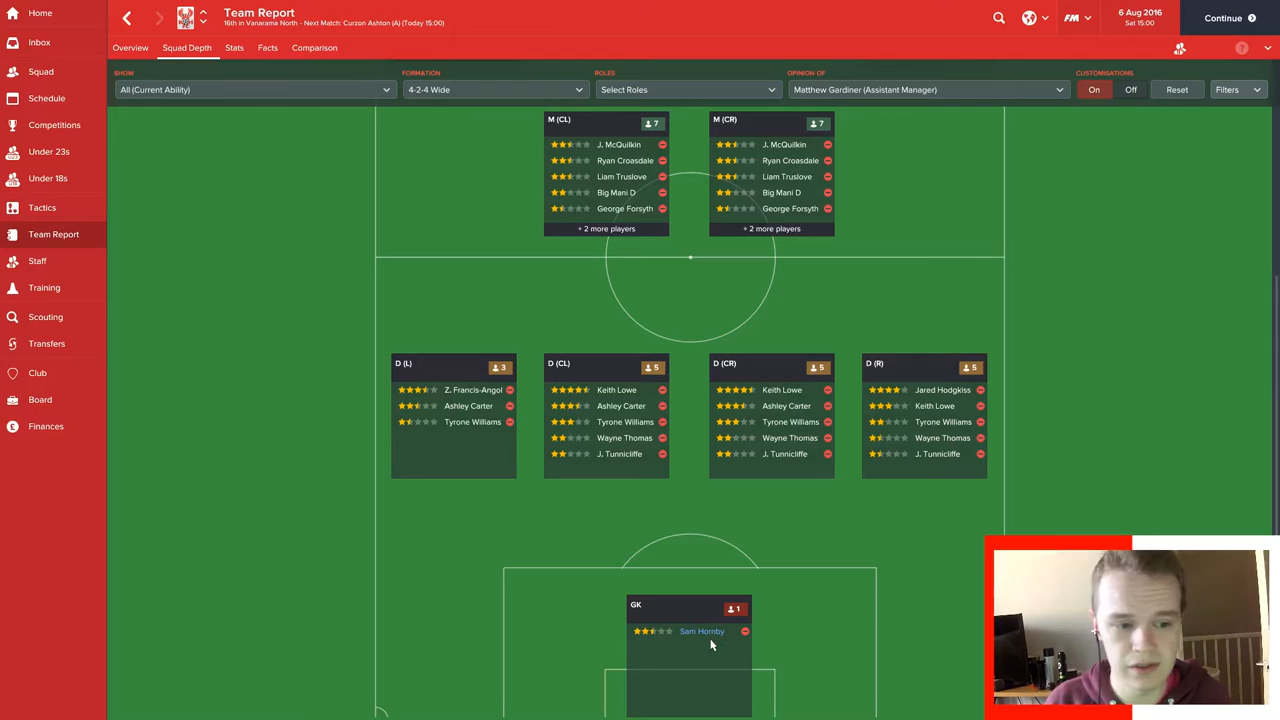 Home
Team Report
16th in Vanarama North - Next Match: Curzon Ashton (A) (Today 15:00)
FM
6 Aug 2016
Sat 15:00
Continue
Inbox
Overview
Squad Depth
Stats
Facts
Comparison
?
Squad
SHOW
FORMATION
ROLES
OPINION OF
CUSTOMISATIONS
All (Current Ability)
4-2-4 Wide
Select Roles
Matthew Gardiner (Assistant Manager)
On
Off
Reset
Filters
Schedule
Competitions
Under 23s
Under 18s
Tactics
Team Report
Staff
Training
Scouting
Transfers
Club
Board
Finances
M (CL)
7
J. McQuilkin
Ryan Croasdale
Liam Truslove
Big Mani D
George Forsyth
+ 2 more players
M (CR)
7
J. McQuilkin
Ryan Croasdale
Liam Truslove
Big Mani D
George Forsyth
+ 2 more players
D (L)
3
Z. Francis-Angol
Ashley Carter
Tyrone Williams
D (CL)
5
Keith Lowe
Ashley Carter
Tyrone Williams
Wayne Thomas
J. Tunnicliffe
D (CR)
5
Keith Lowe
Ashley Carter
Tyrone Williams
Wayne Thomas
J. Tunnicliffe
D (R)
5
Jared Hodgkiss
Keith Lowe
Tyrone Williams
Wayne Thomas
J. Tunnicliffe
GK
1
Sam Hornby